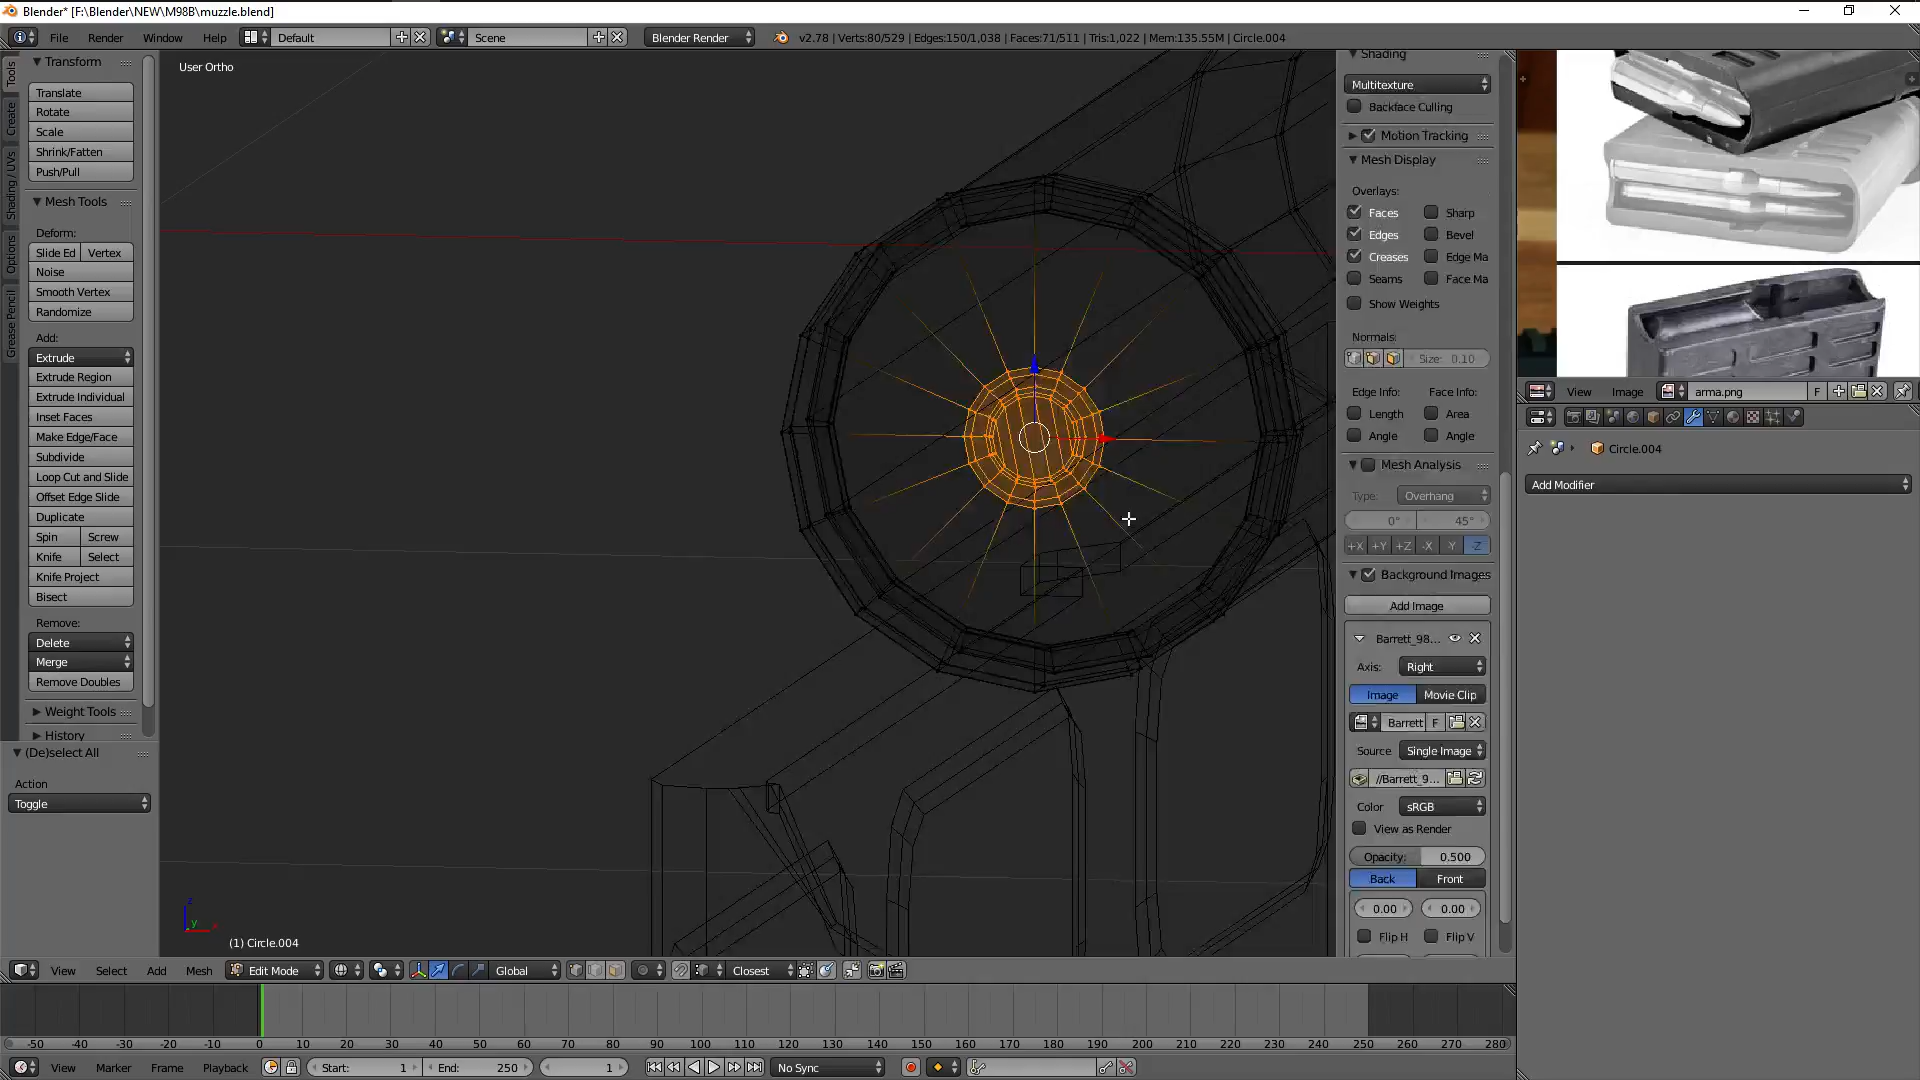 Blender* [F:\Blender\NEW\M98B\muzzle.blend]
File Render Window Help Default Scene Blender Render v2.78 | Verts:80/529 | Edges:150/1,038 | Faces:71/511 | Tris:1,022 | Mem:135.55M | Circle.004
Tools
Create
Shading / UVs
Options
Grease Pencil
Transform
Translate
Rotate
Scale
Shrink/Fatten
Push/Pull
Mesh Tools
Deform:
Slide Ed Vertex
Noise
Smooth Vertex
Randomize
Add:
Extrude
Extrude Region
Extrude Individual
Inset Faces
Make Edge/Face
Subdivide
Loop Cut and Slide
Offset Edge Slide
Duplicate
Spin Screw
Knife Select
Knife Project
Bisect
Remove:
Delete
Merge
Remove Doubles
Weight Tools
History
(De)select All
Action
Toggle
User Ortho
z
y
x
(1) Circle.004
Shading
Multitexture
Backface Culling
Motion Tracking
Mesh Display
Overlays:
Faces Sharp
Edges Bevel
Creases Edge Ma
Seams Face Ma
Show Weights
Normals:
Size: 0.10
Edge Info: Face Info:
Length Area
Angle Angle
Mesh Analysis
Type: Overhang
0° 45°
+X +Y +Z -X -Y -Z
Background Images
Add Image
Barrett_98...
Axis: Right
Image Movie Clip
Barrett F
Source Single Image
//Barrett_9...
Color sRGB
View as Render
Opacity: 0.500
Back Front
0.00 0.00
Flip H Flip V
View Image arma.png F
Circle.004
Add Modifier
View Select Add Mesh Edit Mode Global Closest
-50 -40 -30 -20 -10 0 10 20 30 40 50 60 70 80 90 100 110 120 130 140 150 160 170 180 190 200 210 220 230 240 250 260 270 280
View Marker Frame Playback Start: 1 End: 250 1 No Sync